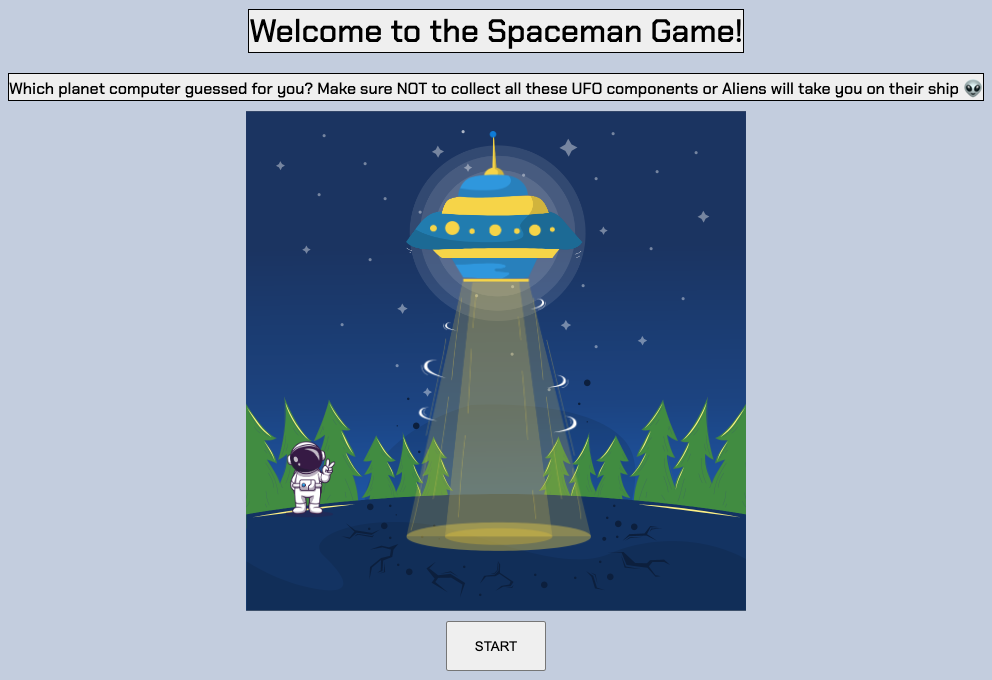 Welcome to the Spaceman Game!
Which planet computer guessed for you? Make sure NOT to collect all these UFO components or Aliens will take you on their ship 👽
START